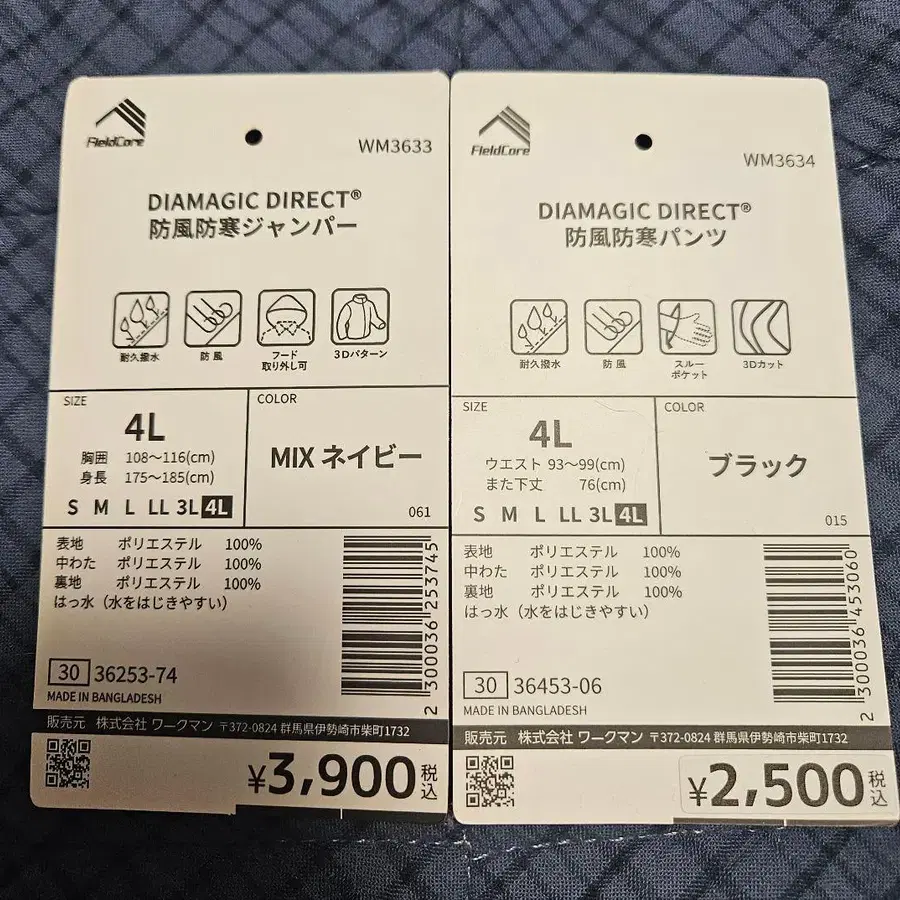 FieldCore
WM3633
DIAMAGIC DIRECT®
防風防寒ジャンパー
耐久撥水
防風
フード
取り外し可
3Dパターン
SIZE
4L
胸囲 108～116(cm)
身長 175～185(cm)
S M L LL 3L 4L
COLOR
MIX ネイビー
061
表地 ポリエステル 100%
中わた ポリエステル 100%
裏地 ポリエステル 100%
はっ水（水をはじきやすい）
2300036253745
30 36253-74
MADE IN BANGLADESH
販売元 株式会社 ワークマン 〒372-0824 群馬県伊勢崎市柴町1732
¥3,900税込
FieldCore
WM3634
DIAMAGIC DIRECT®
防風防寒パンツ
耐久撥水
防風
スルー
ポケット
3Dカット
SIZE
4L
ウエスト 93～99(cm)
また下丈 76(cm)
S M L LL 3L 4L
COLOR
ブラック
015
表地 ポリエステル 100%
中わた ポリエステル 100%
裏地 ポリエステル 100%
はっ水（水をはじきやすい）
2300036453060
30 36453-06
MADE IN BANGLADESH
販売元 株式会社 ワークマン 〒372-0824 群馬県伊勢崎市柴町1732
¥2,500税込